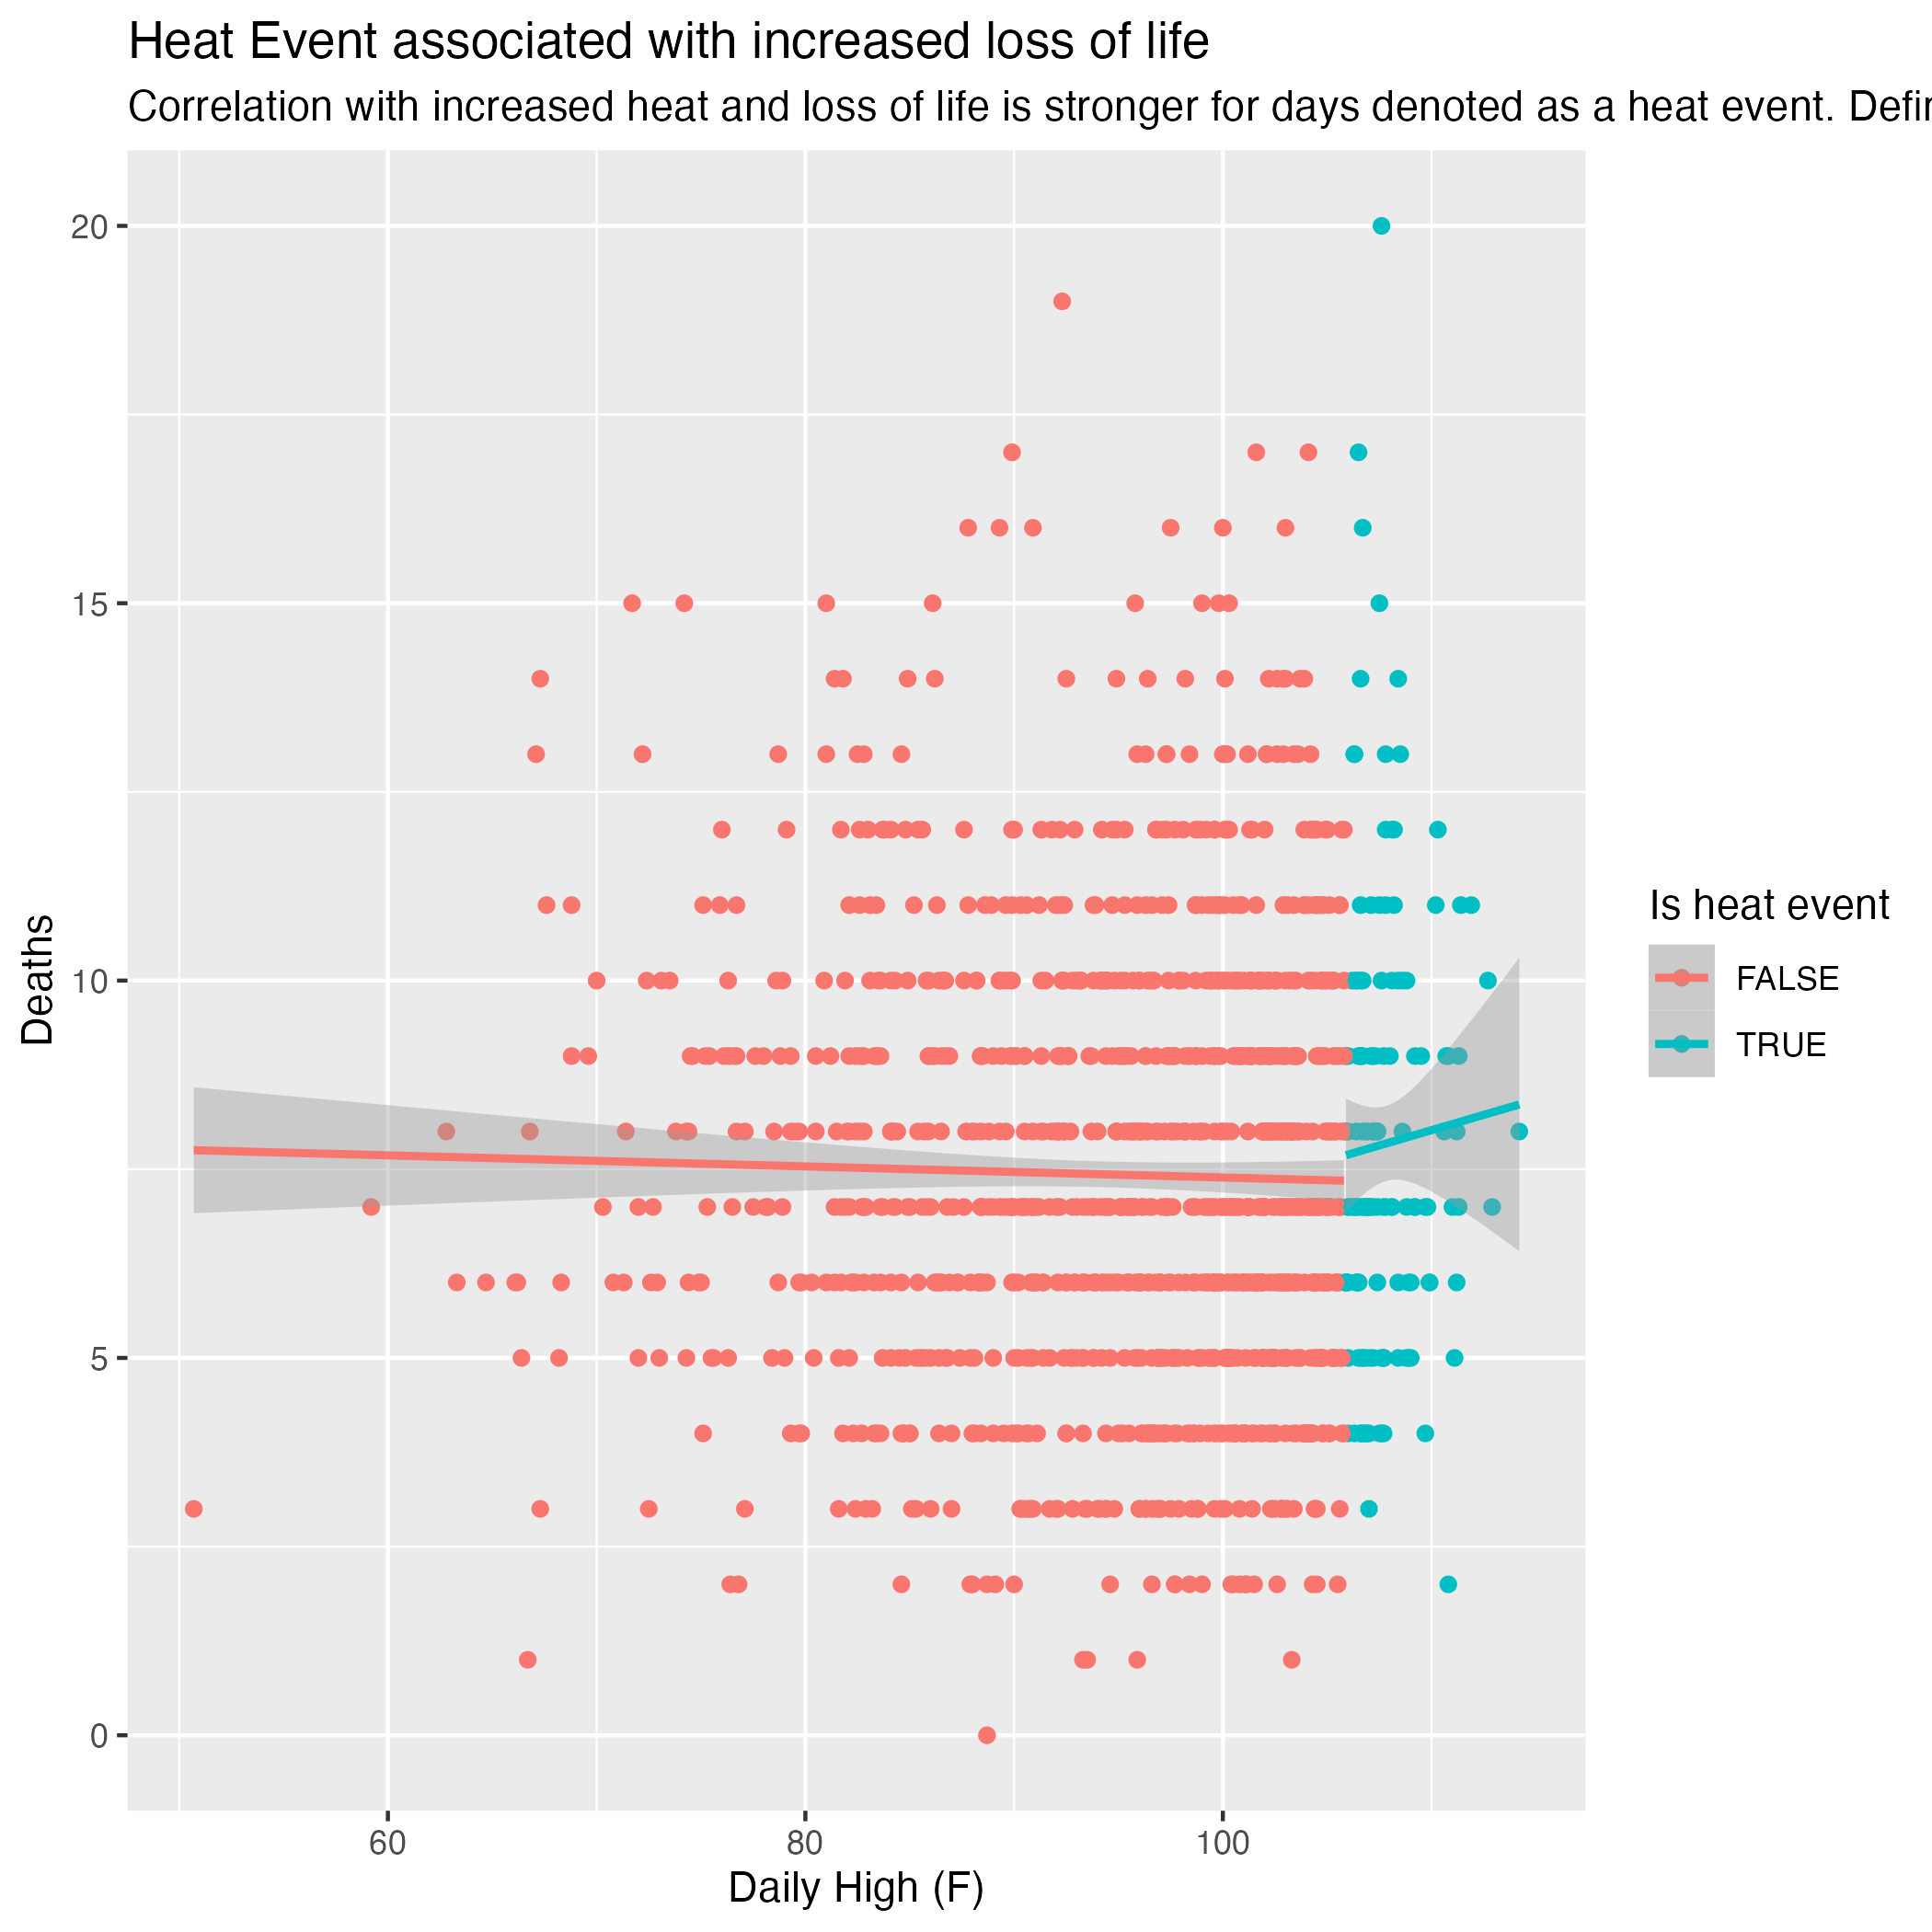 Heat Event associated with increased loss of life
Correlation with increased heat and loss of life is stronger for days denoted as a heat event.
20
15
10
5
0
Deaths
60
80
100
Daily High (F)
Is heat event
FALSE
TRUE